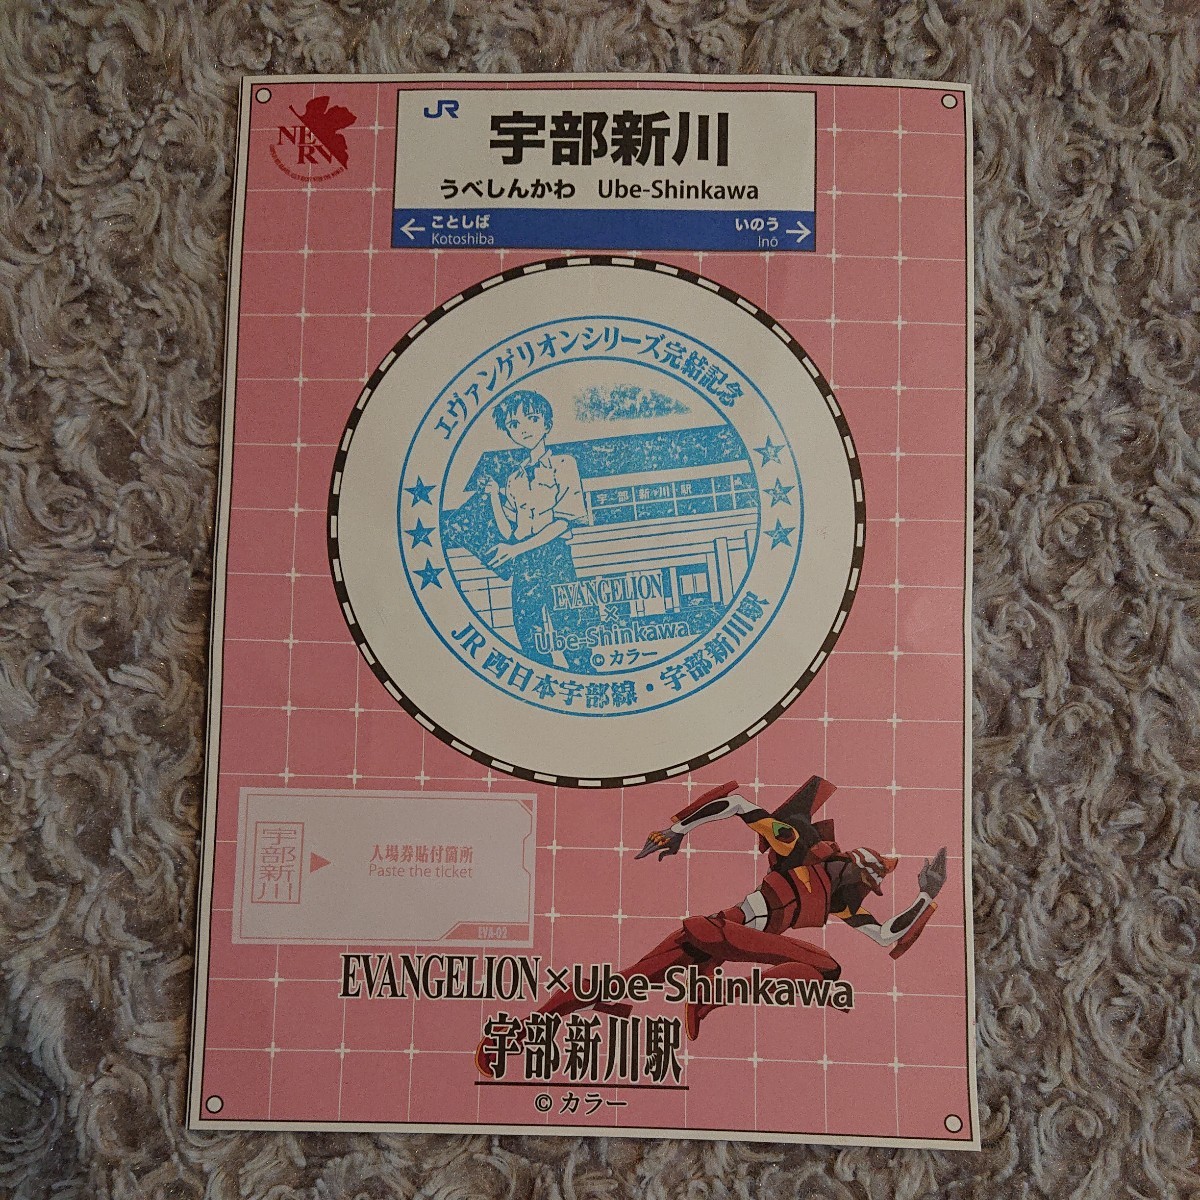 NERV
JR
宇部新川
うべしんかわ Ube-Shinkawa
← ことしば いのう →
Kotoshiba Inō
エヴァンゲリオンシリーズ完結記念
宇部新川駅
EVANGELION
×
Ube-Shinkawa
© カラー
JR 西日本宇部線・宇部新川駅
宇部新川
入場券貼付箇所
Paste the ticket
EVA-02
EVANGELION×Ube-Shinkawa
宇部新川駅
© カラー